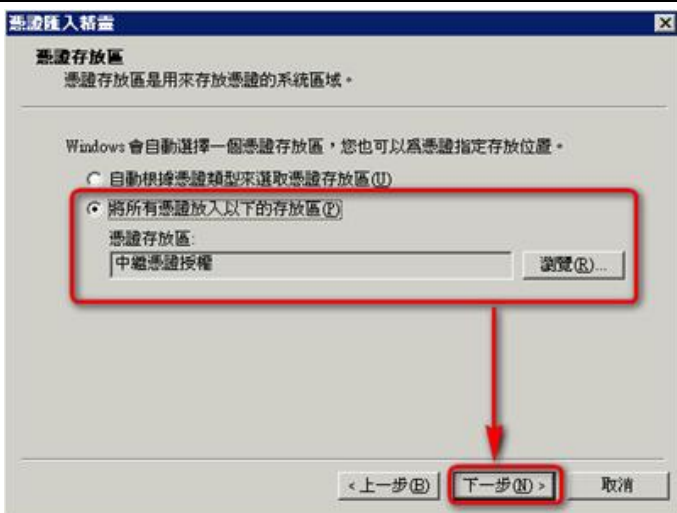 憑證匯入精靈
憑證存放區
憑證存放區是用來存放憑證的系統區域。
Windows 會自動選擇一個憑證存放區，您也可以為憑證指定存放位置。
自動根據憑證類型來選取憑證存放區(U)
將所有憑證放入以下的存放區(P)
憑證存放區:
中繼憑證授權
瀏覽(R)...
<上一步(B)
下一步(N) >
取消